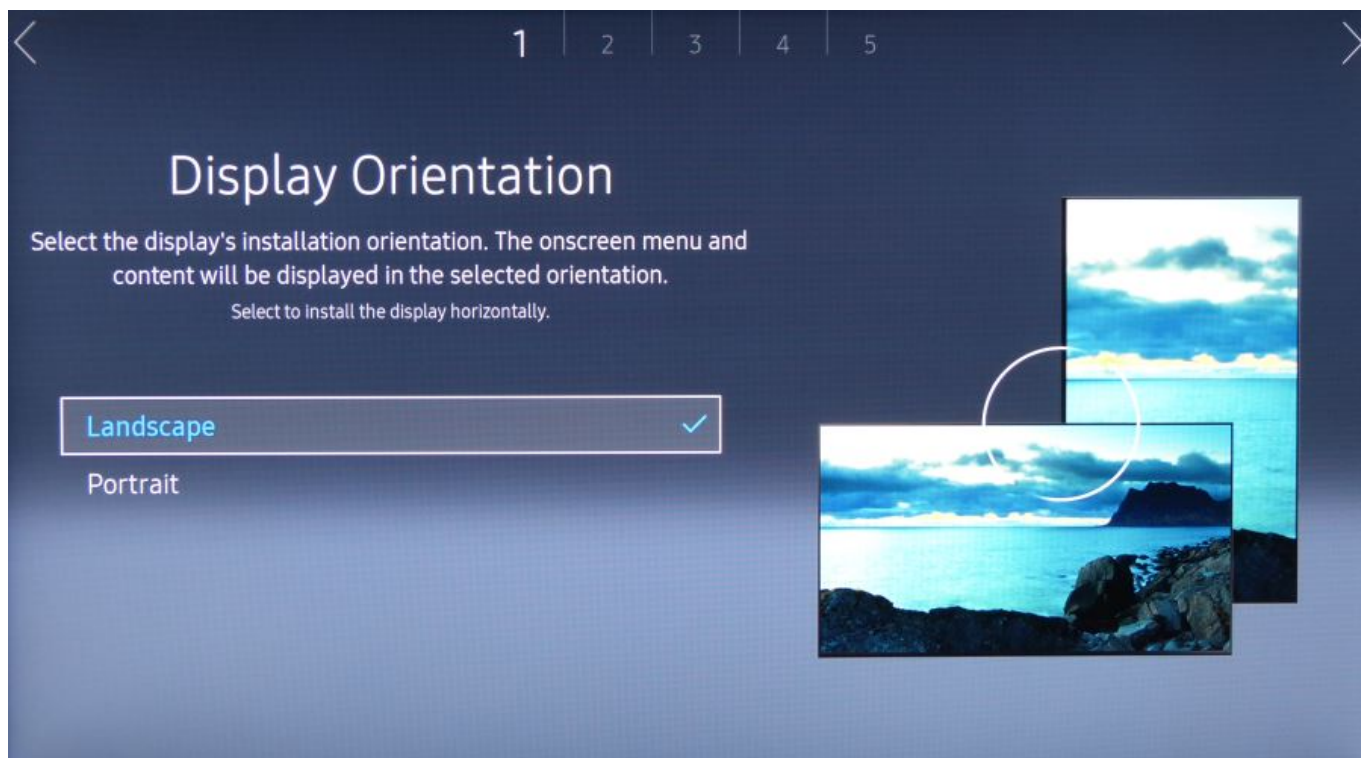 1 2 3 4 5
Display Orientation
Select the display's installation orientation. The onscreen menu and
content will be displayed in the selected orientation.
Select to install the display horizontally.
Landscape
Portrait